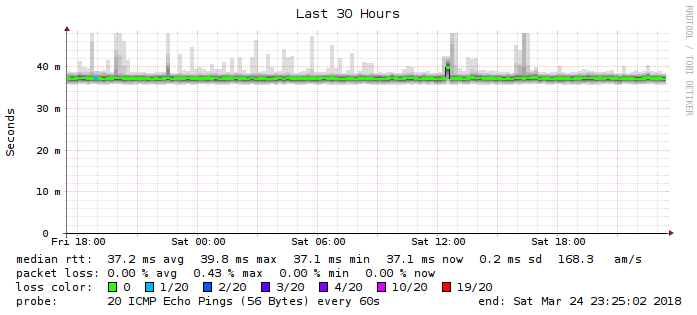 Last 30 Hours
RRDTOOL / TOBI OETIKER
Seconds
40 m
30 m
20 m
10 m
0
Fri 18:00 Sat 00:00 Sat 06:00 Sat 12:00 Sat 18:00
median rtt: 37.2 ms avg 39.8 ms max 37.1 ms min 37.1 ms now 0.2 ms sd 168.3 am/s
packet loss: 0.00 % avg 0.43 % max 0.00 % min 0.00 % now
loss color: 0 1/20 2/20 3/20 4/20 10/20 19/20
probe: 20 ICMP Echo Pings (56 Bytes) every 60s end: Sat Mar 24 23:25:02 2018